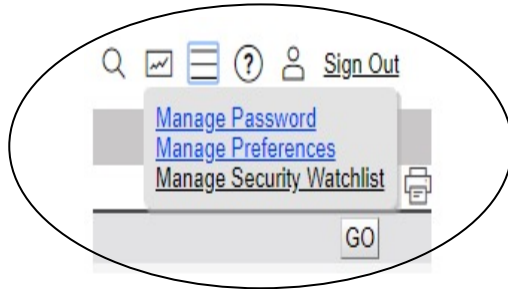 Sign Out
Manage Password
Manage Preferences
Manage Security Watchlist
GO